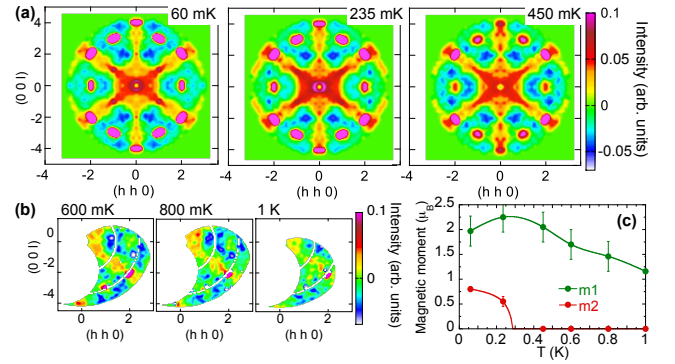 (a) 60 mK 235 mK 450 mK
0.1
0.05
0
-0.05
Intensity (arb. units)
4
2
0
-2
-4
(0 0 l)
-4 -2 0 2 4
-2 0 2 4
-2 0 2 4
(h h 0) (h h 0) (h h 0)
(b) 600 mK 800 mK 1 K
0.1
0
Intensity (arb. units)
0
-2
-4
(0 0 l)
0 2 0 2 0 2
(h h 0) (h h 0) (h h 0)
(c)
2.5
2
1.5
1
0.5
0
Magnetic moment (μB)
m1
m2
0 0.2 0.4 0.6 0.8 1
T (K)